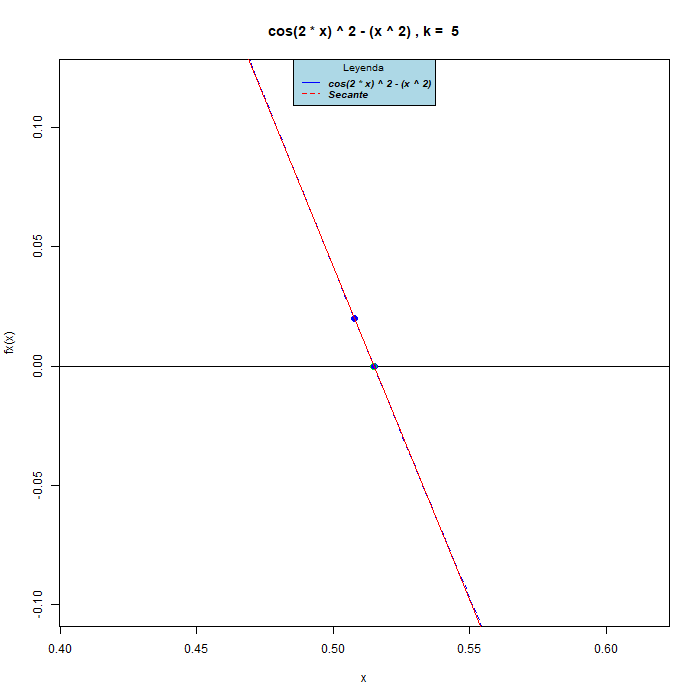 cos(2 * x) ^ 2 - (x ^ 2) , k = 5
Leyenda
cos(2 * x) ^ 2 - (x ^ 2)
Secante
fx(x)
0.10
0.05
0.00
-0.05
-0.10
0.40 0.45 0.50 0.55 0.60
x